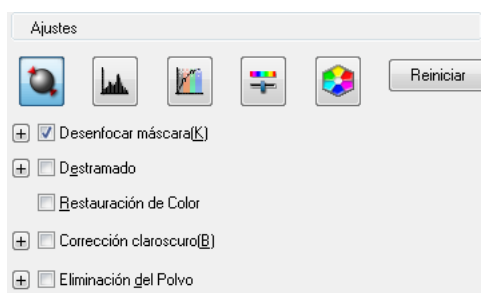 Ajustes
Reiniciar
Desenfocar máscara(K)
Destramado
Restauración de Color
Corrección claroscuro(B)
Eliminación del Polvo